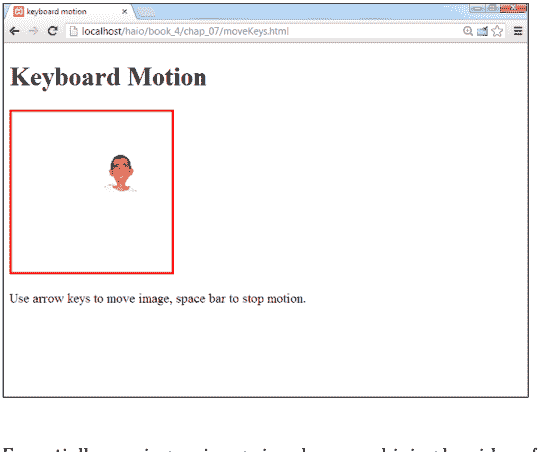 keyboard motion
localhost/haio/book_4/chap_07/moveKeys.html
Keyboard Motion
Use arrow keys to move image, space bar to stop motion.